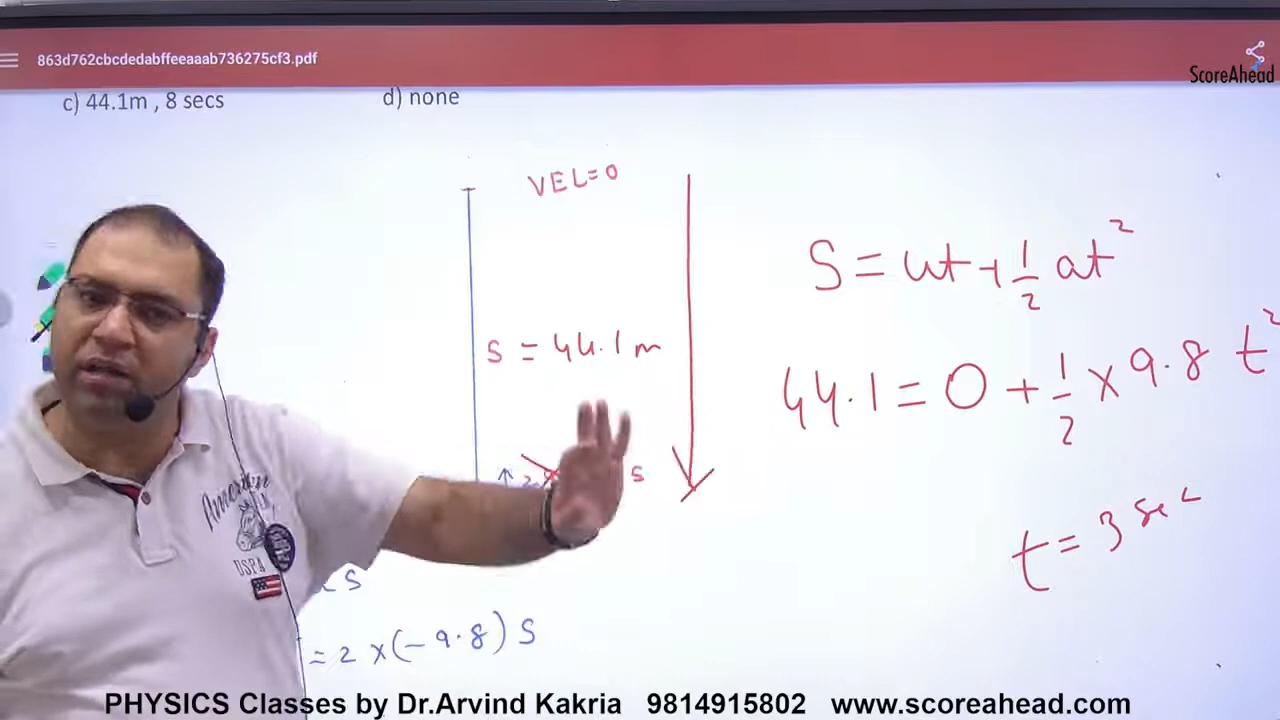 863d762cbcdedabffeeaaab736275cf3.pdf
ScoreAhead
c) 44.1m , 8 secs
d) none
VEL=0
S = ut + 1/2 at²
S = 44.1 m
44.1 = 0 + 1/2 × 9.8 t²
S
t = 3 sec
American
USPA
S
= 2 × (-9.8) S
PHYSICS Classes by Dr.Arvind Kakria 9814915802 www.scoreahead.com